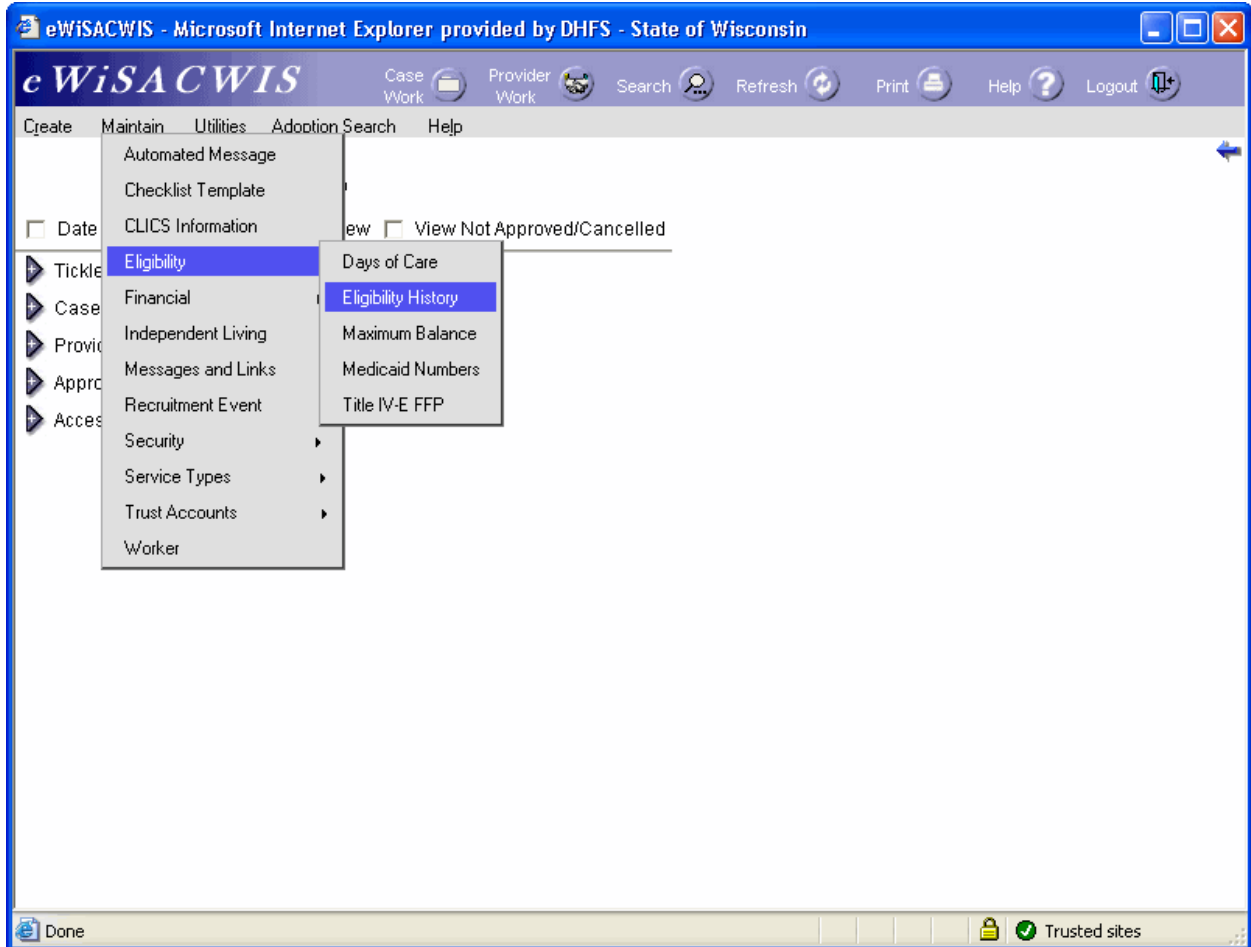 eWiSACWIS - Microsoft Internet Explorer provided by DHFS - State of Wisconsin
eWiSACWIS Case Work Provider Work Search Refresh Print Help Logout
Create Maintain Utilities Adoption Search Help
Automated Message
Checklist Template
CLICS Information
Eligibility
Financial
Independent Living
Messages and Links
Recruitment Event
Security
Service Types
Trust Accounts
Worker
Days of Care
Eligibility History
Maximum Balance
Medicaid Numbers
Title IV-E FFP
Date
ew View Not Approved/Cancelled
Tickle
Case
Provid
Appro
Acces
Done Trusted sites